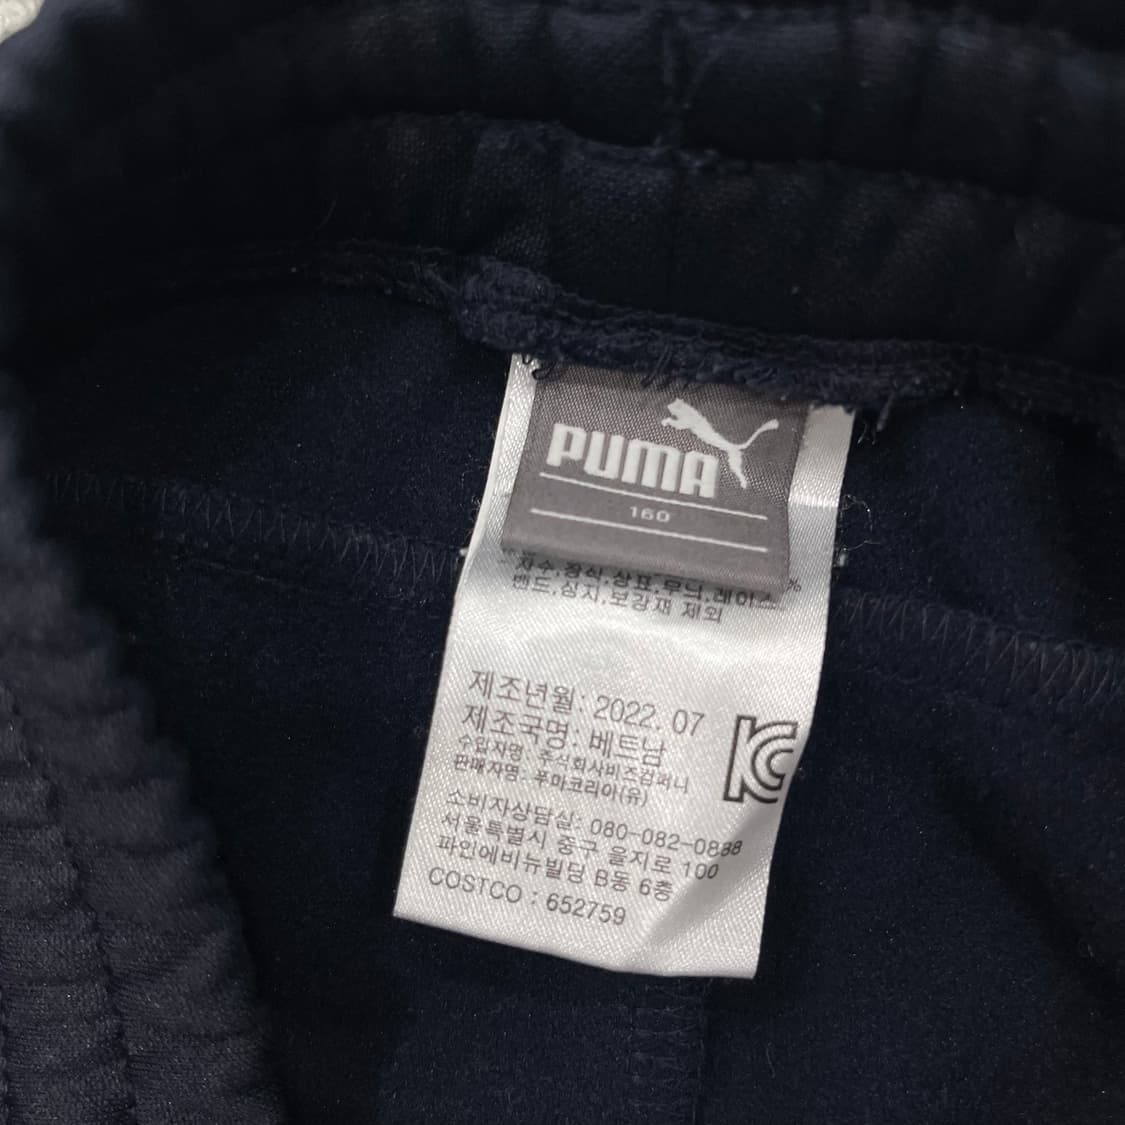 PUMA
160
자수,장식,상표,무늬,레이스
밴드,심지,보강재 제외
제조년월: 2022. 07
제조국명: 베트남
수입자명: 주식회사비즈컴퍼니
판매자명: 푸마코리아(유)
소비자상담실: 080-082-0888
서울특별시 중구 을지로 100
파인에비뉴빌딩 B동 6층
COSTCO : 652759